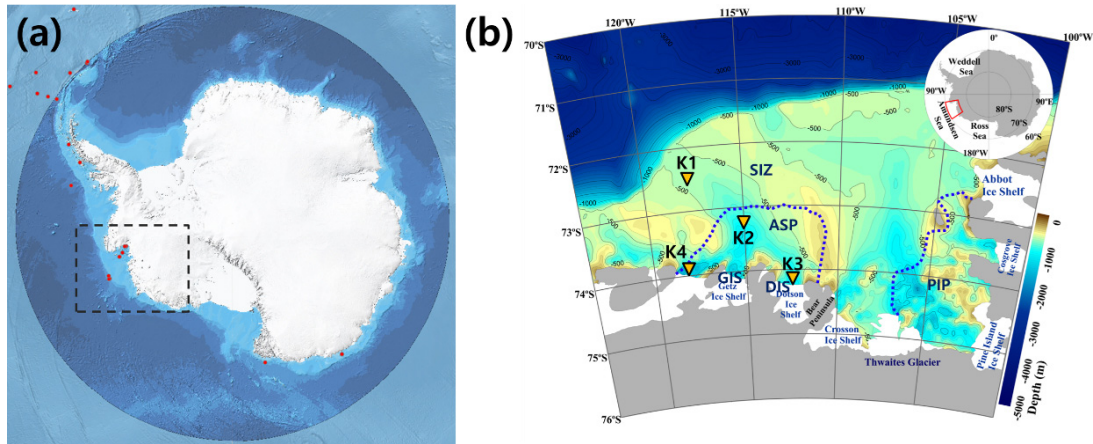 (a)
(b)
120°W
115°W
110°W
105°W
100°W
70°S
71°S
72°S
73°S
74°S
75°S
76°S
0°
Weddell
Sea
90°W
90°E
80°S
70°S
60°S
Amundsen
Sea
Ross
Sea
180°W
K1
SIZ
K2
ASP
K4
K3
GIS
Getz
Ice Shelf
DIS
Dotson
Ice
Shelf
Bear
Peninsula
Crosson
Ice Shelf
Thwaites Glacier
PIP
Abbot
Ice Shelf
Cosgrove
Ice Shelf
Pine Island
Ice Shelf
-500
-1000
-3000
0
-1000
-2000
-3000
-4000
-5000
Depth (m)